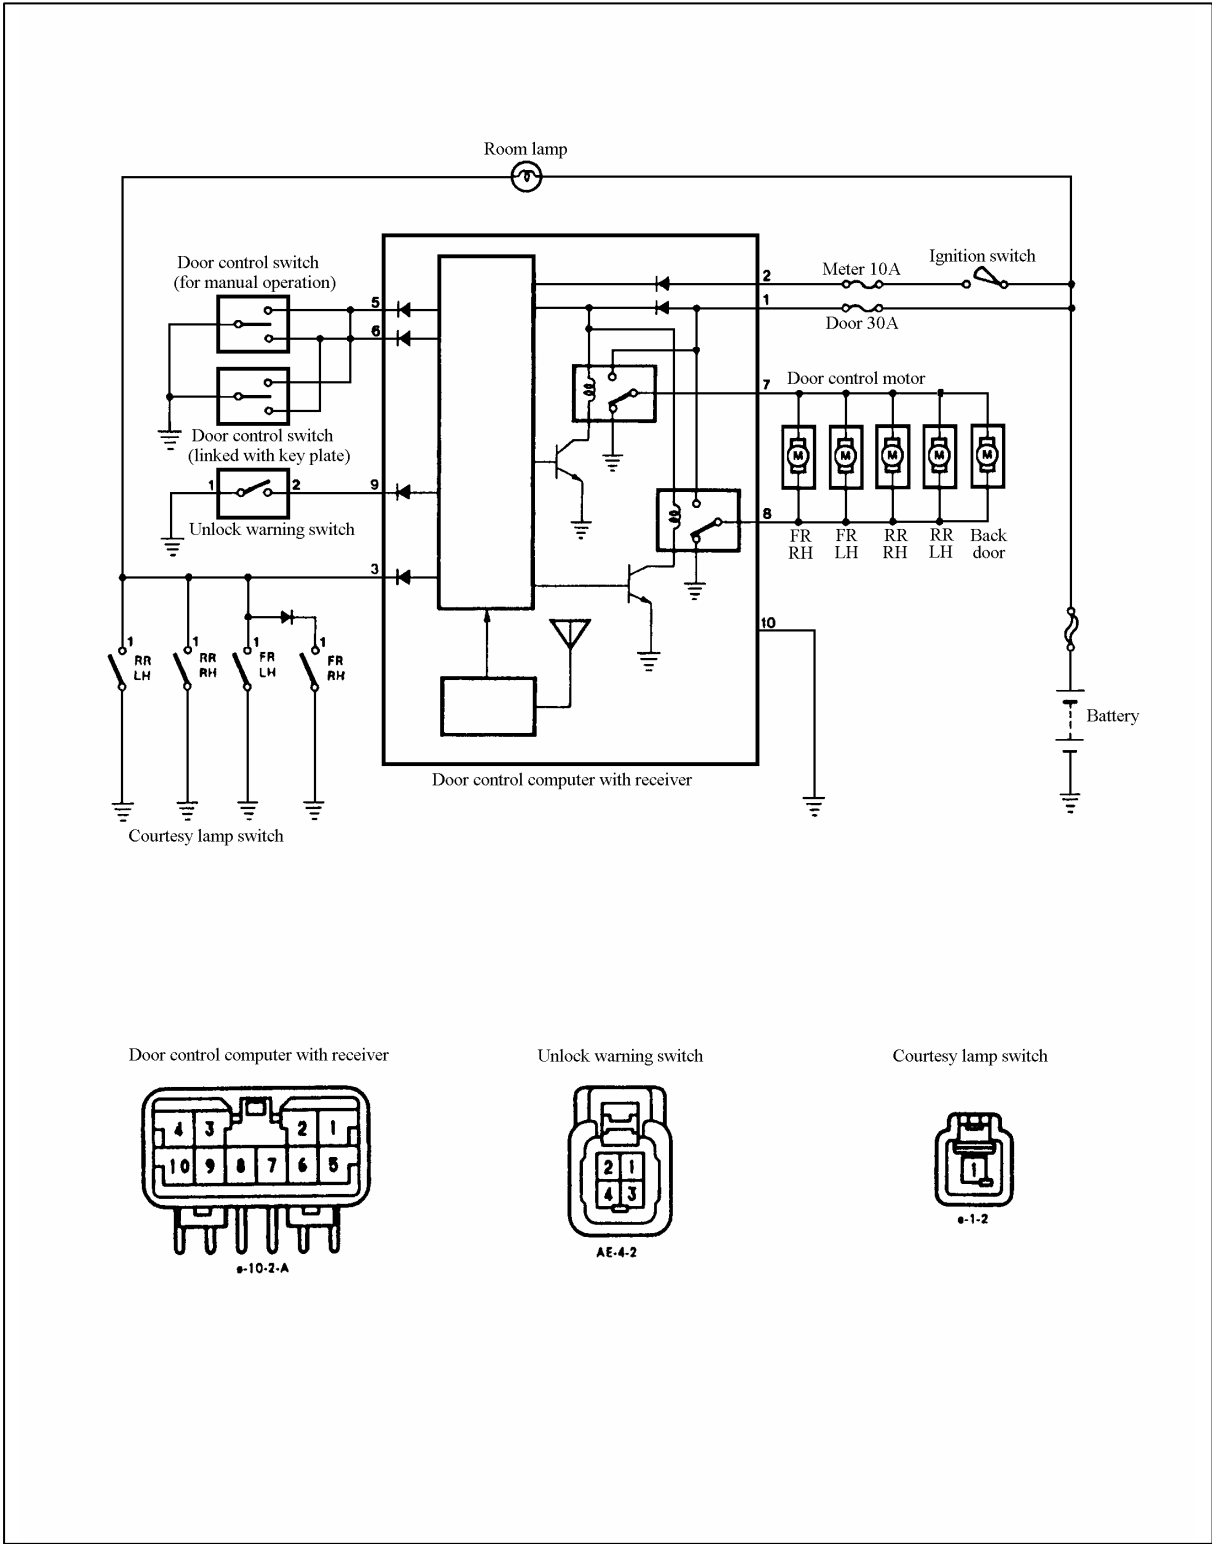 Room lamp
Door control switch
(for manual operation)
5
6
Door control switch
(linked with key plate)
1
2
9
Unlock warning switch
3
1
RR
LH
1
RR
RH
1
FR
LH
1
FR
RH
Courtesy lamp switch
Door control computer with receiver
2
Meter 10A
Ignition switch
1
Door 30A
7
Door control motor
M
M
M
M
M
8
FR
RH
FR
LH
RR
RH
RR
LH
Back
door
10
Battery
Door control computer with receiver
4 3 2 1
10 9 8 7 6 5
e-10-2-A
Unlock warning switch
2 1
4 3
AE-4-2
Courtesy lamp switch
1
e-1-2